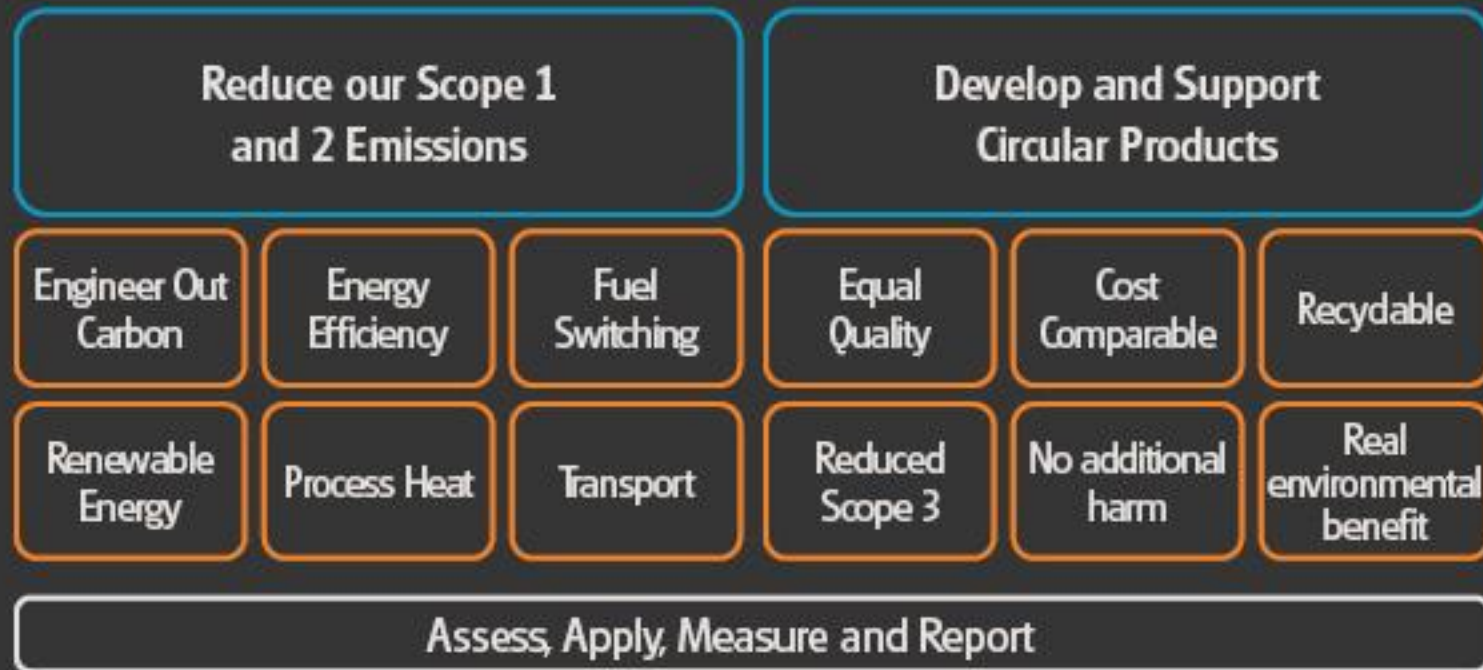 Reduce our Scope 1
and 2 Emissions
Develop and Support
Circular Products
Engineer Out
Carbon
Energy
Efficiency
Fuel
Switching
Equal
Quality
Cost
Comparable
Recyclable
Renewable
Energy
Process Heat
Transport
Reduced
Scope 3
No additional
harm
Real
environmental
benefit
Assess, Apply, Measure and Report